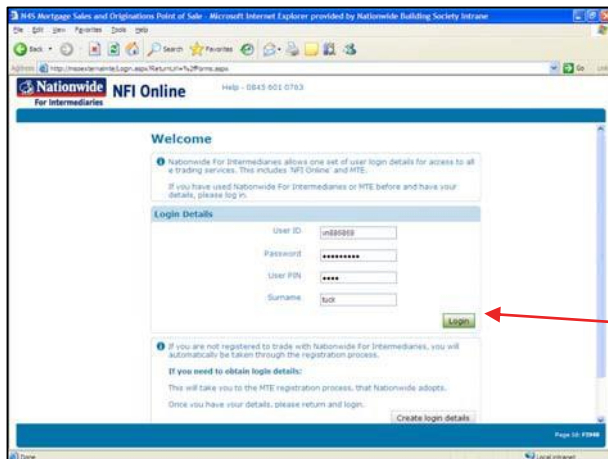 N4S Mortgage Sales and Originations Point of Sale - Microsoft Internet Explorer provided by Nationwide Building Society Intrane
File Edit View Favorites Tools Help
Back Search Favorites
Address Go
Nationwide
For Intermediaries
NFI Online
Help - 0845 601 0763
Welcome
Nationwide For Intermediaries allows one set of user login details for access to all
e trading services. This includes 'NFI Online' and MTE.
If you have used Nationwide For Intermediaries or MTE before and have your
details, please log in.
Login Details
User ID
Password •••••••••
User PIN ••••
Surname tuck
Login
If you are not registered to trade with Nationwide For Intermediaries, you will
automatically be taken through the registration process.
If you need to obtain login details:
This will take you to the MTE registration process, that Nationwide adopts.
Once you have your details, please return and login.
Create login details
Page Id:
Done Local intranet